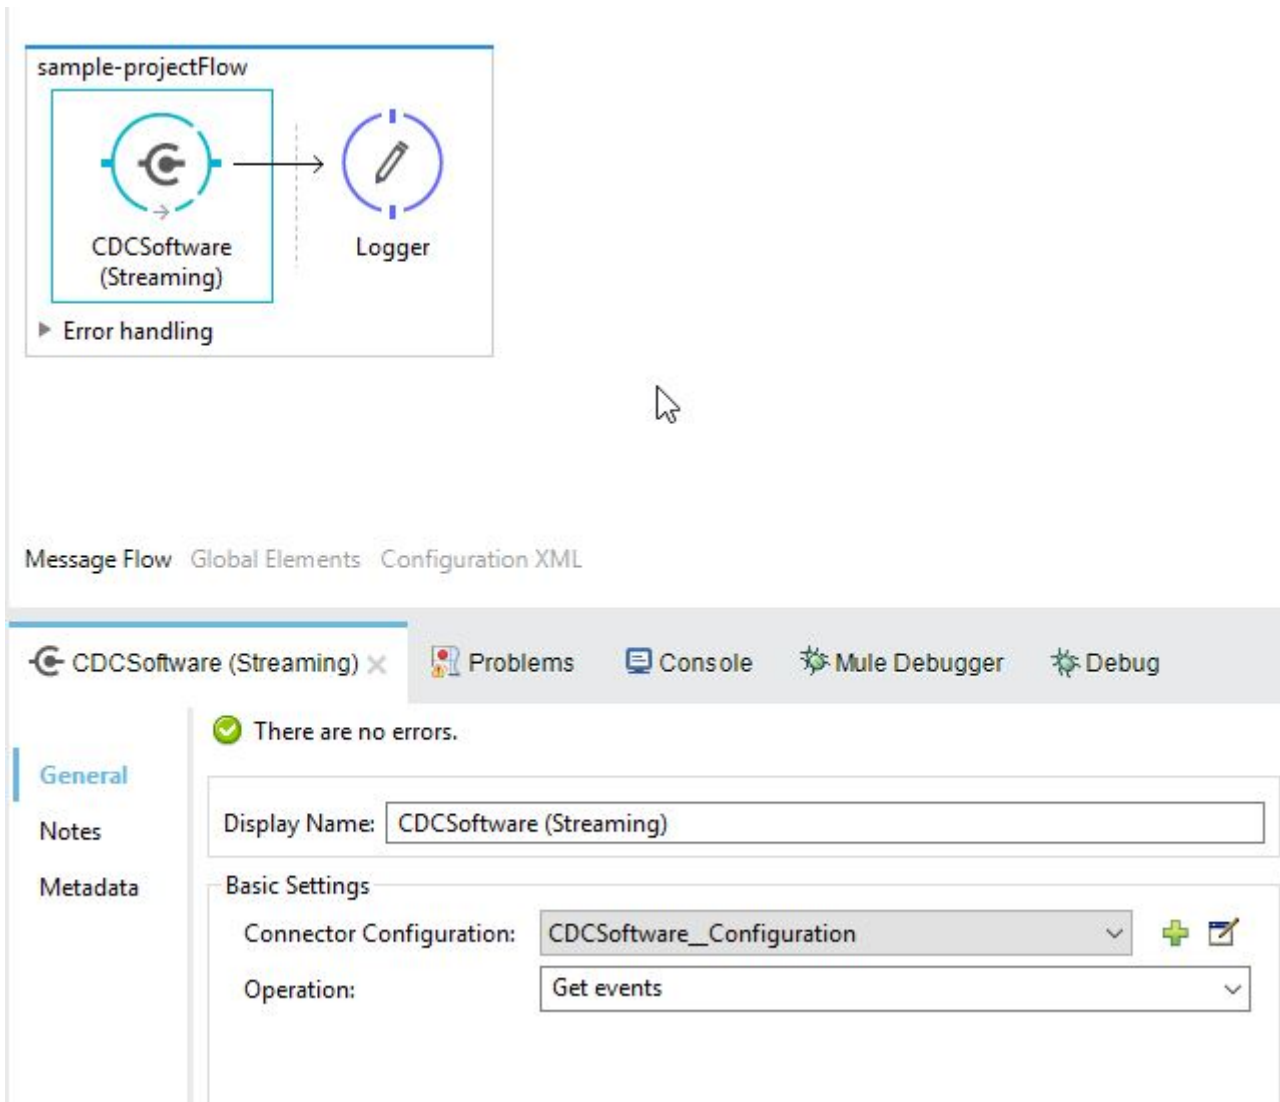 sample-projectFlow
CDCSoftware
(Streaming)
Logger
Error handling
Message Flow Global Elements Configuration XML
CDCSoftware (Streaming) Problems Console Mule Debugger Debug
There are no errors.
General
Notes
Metadata
Display Name: CDCSoftware (Streaming)
Basic Settings
Connector Configuration: CDCSoftware__Configuration
Operation: Get events